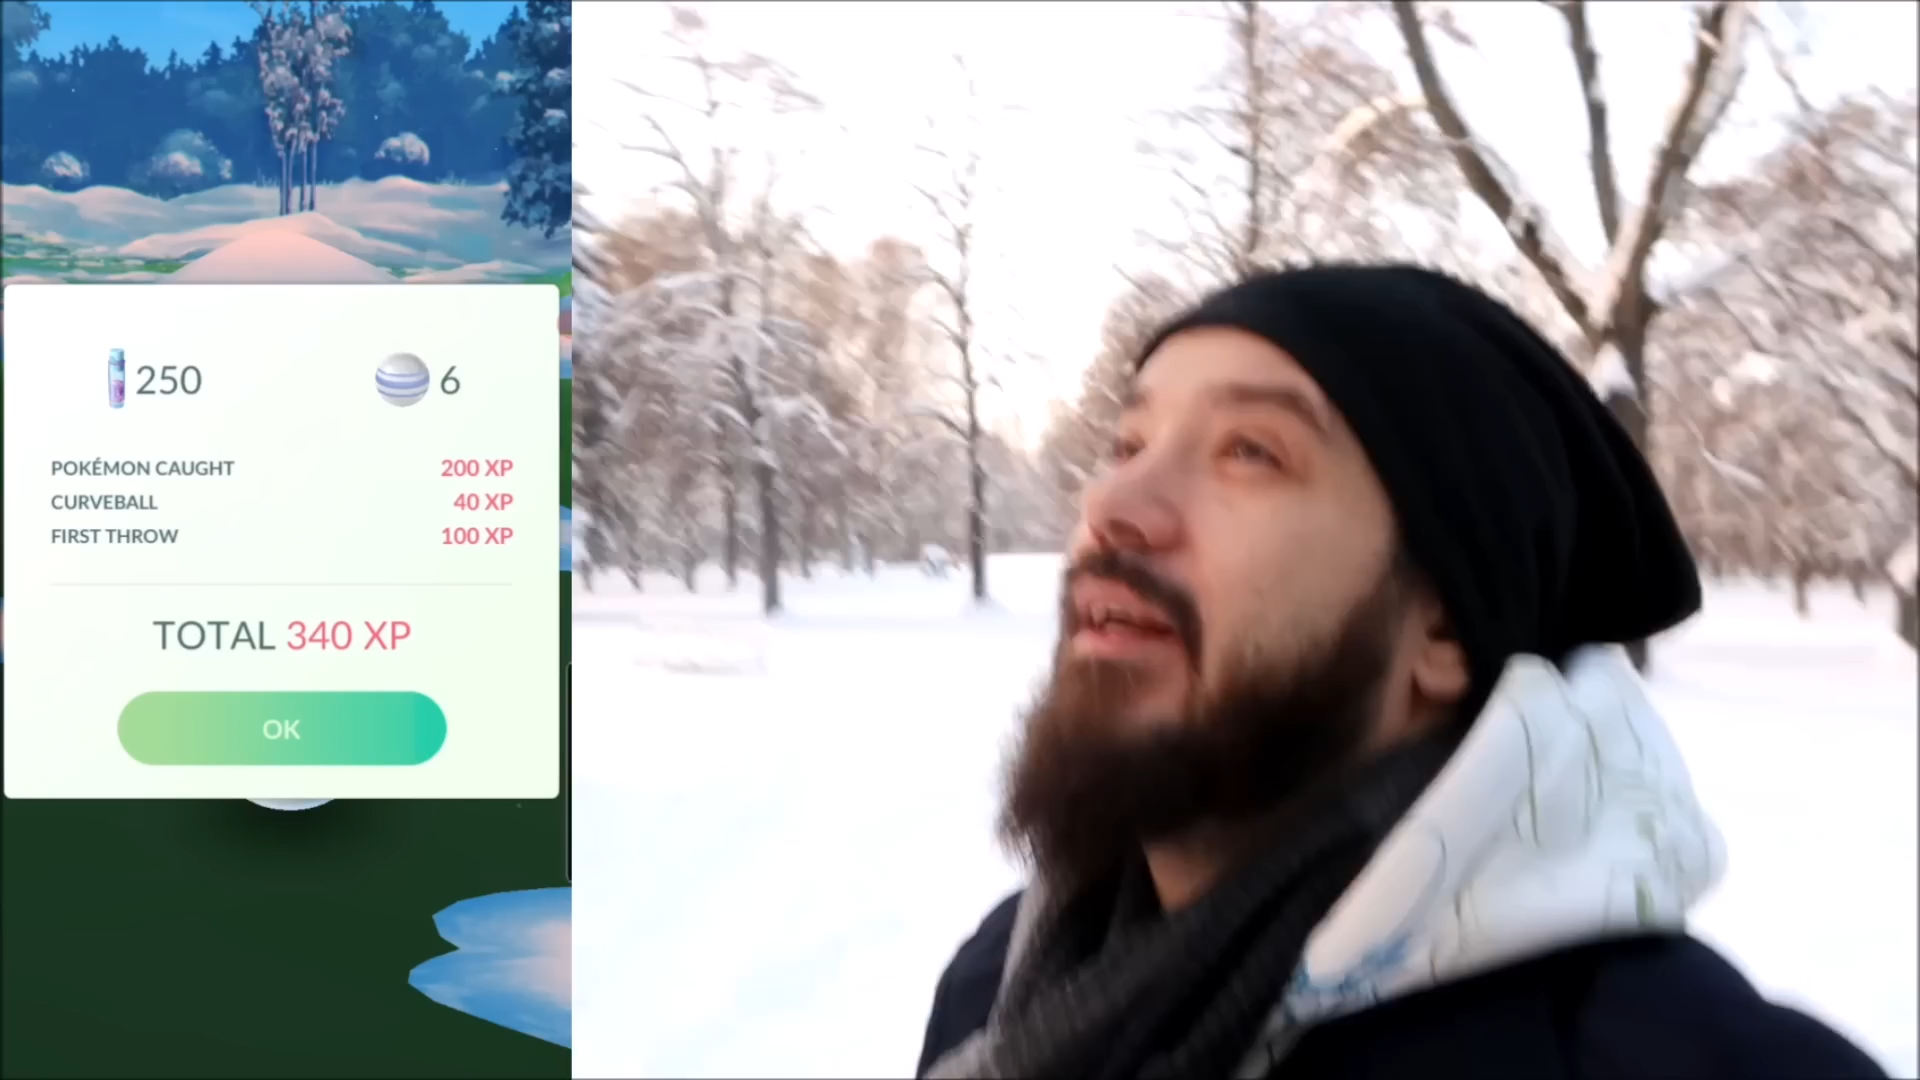 250 6
POKÉMON CAUGHT 200 XP
CURVEBALL 40 XP
FIRST THROW 100 XP
TOTAL 340 XP
OK